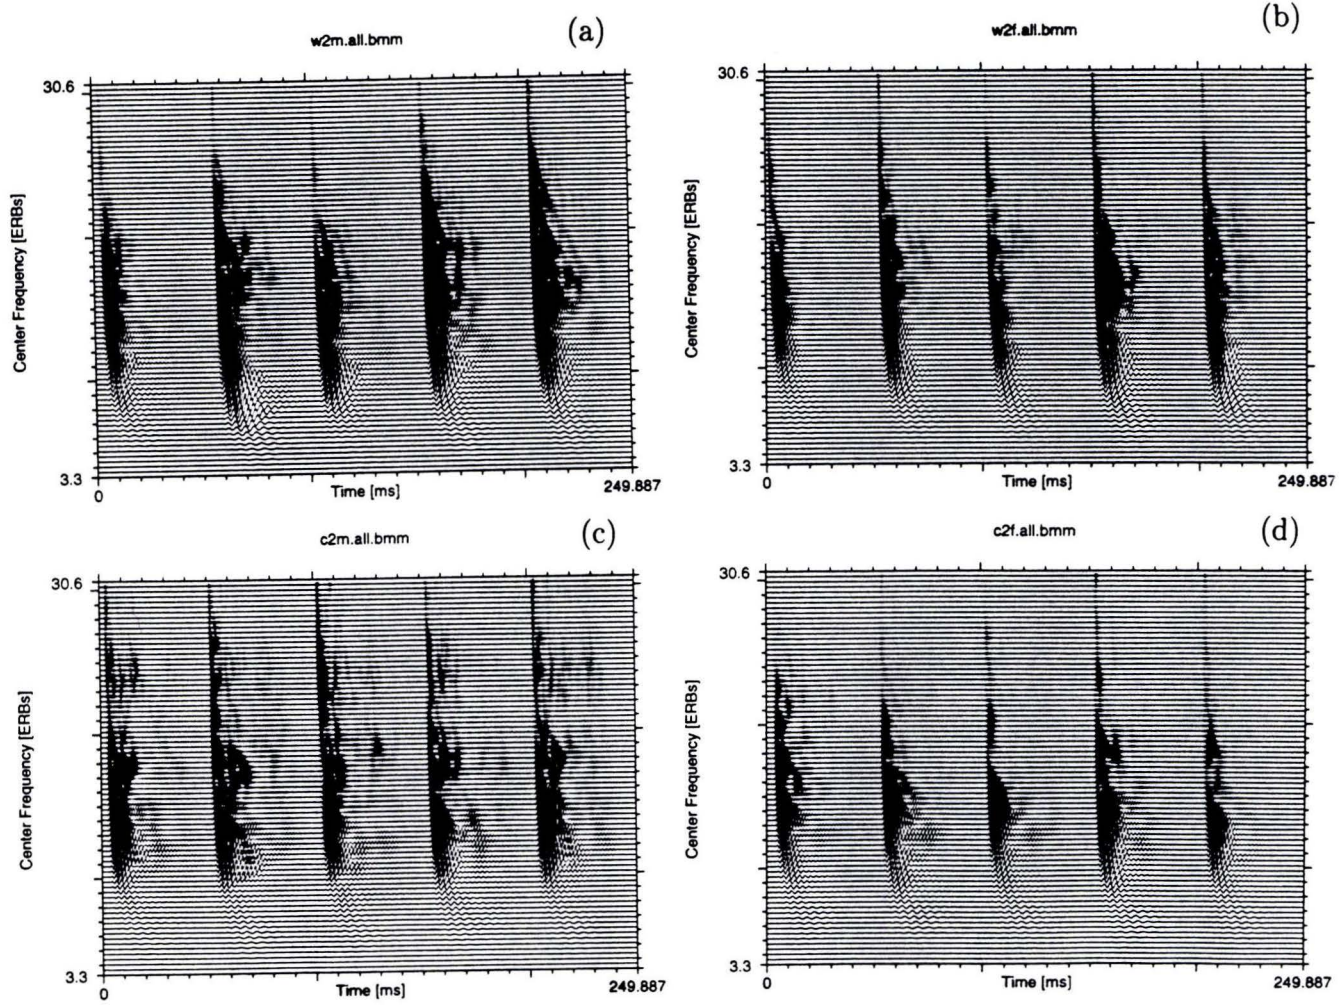 (a)
w2m.all.bmm
30.6
Center Frequency [ERBs]
3.3
0
Time [ms]
249.887
(b)
w2f.all.bmm
30.6
Center Frequency [ERBs]
3.3
0
Time [ms]
249.887
(c)
c2m.all.bmm
30.6
Center Frequency [ERBs]
3.3
0
Time [ms]
249.887
(d)
c2f.all.bmm
30.6
Center Frequency [ERBs]
3.3
0
Time [ms]
249.887